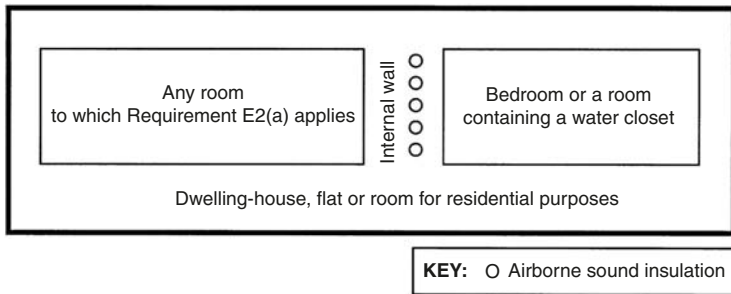 Any room
to which Requirement E2(a) applies
Internal wall
Bedroom or a room
containing a water closet
Dwelling-house, flat or room for residential purposes
KEY: O Airborne sound insulation